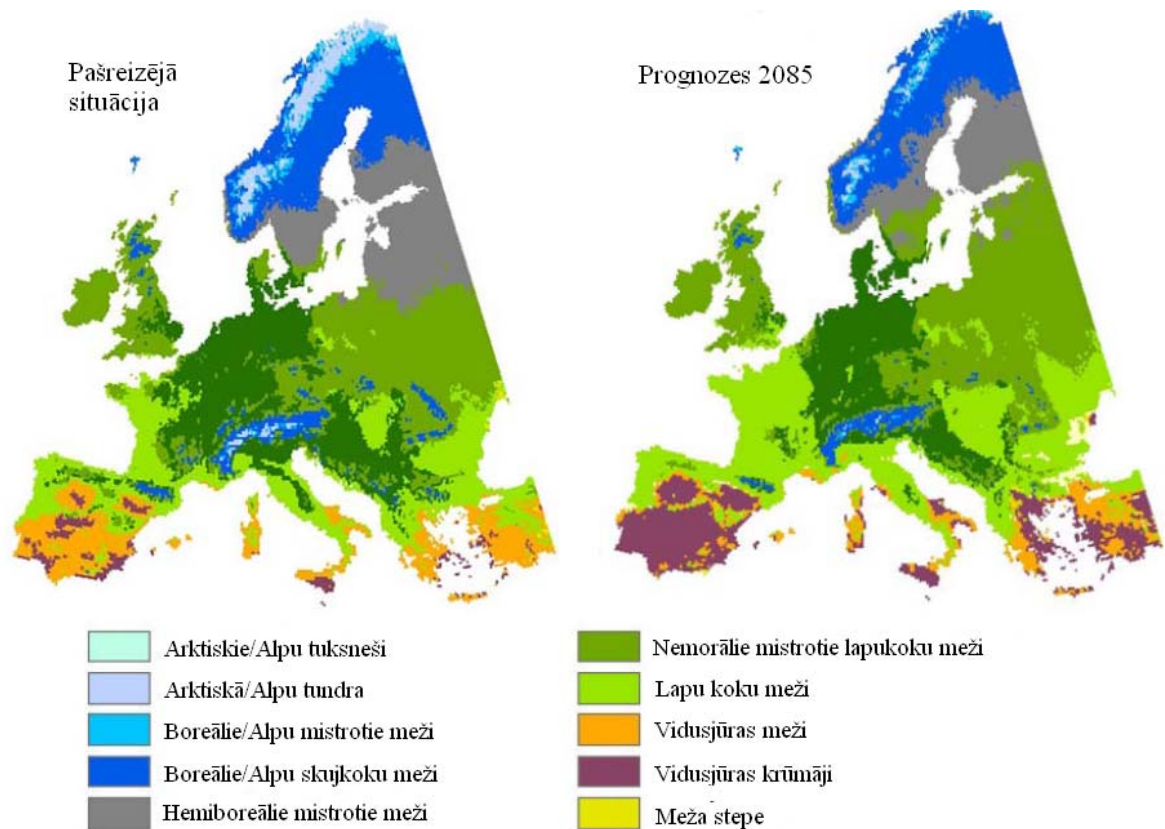 Pašreizējā
situācija
Prognozes 2085
Arktiskie/Alpu tuksneši
Arktiskā/Alpu tundra
Boreālie/Alpu mistrotie meži
Boreālie/Alpu skujkoku meži
Hemiboreālie mistrotie meži
Nemorālie mistrotie lapukoku meži
Lapu koku meži
Vidusjūras meži
Vidusjūras krūmāji
Meža stepe